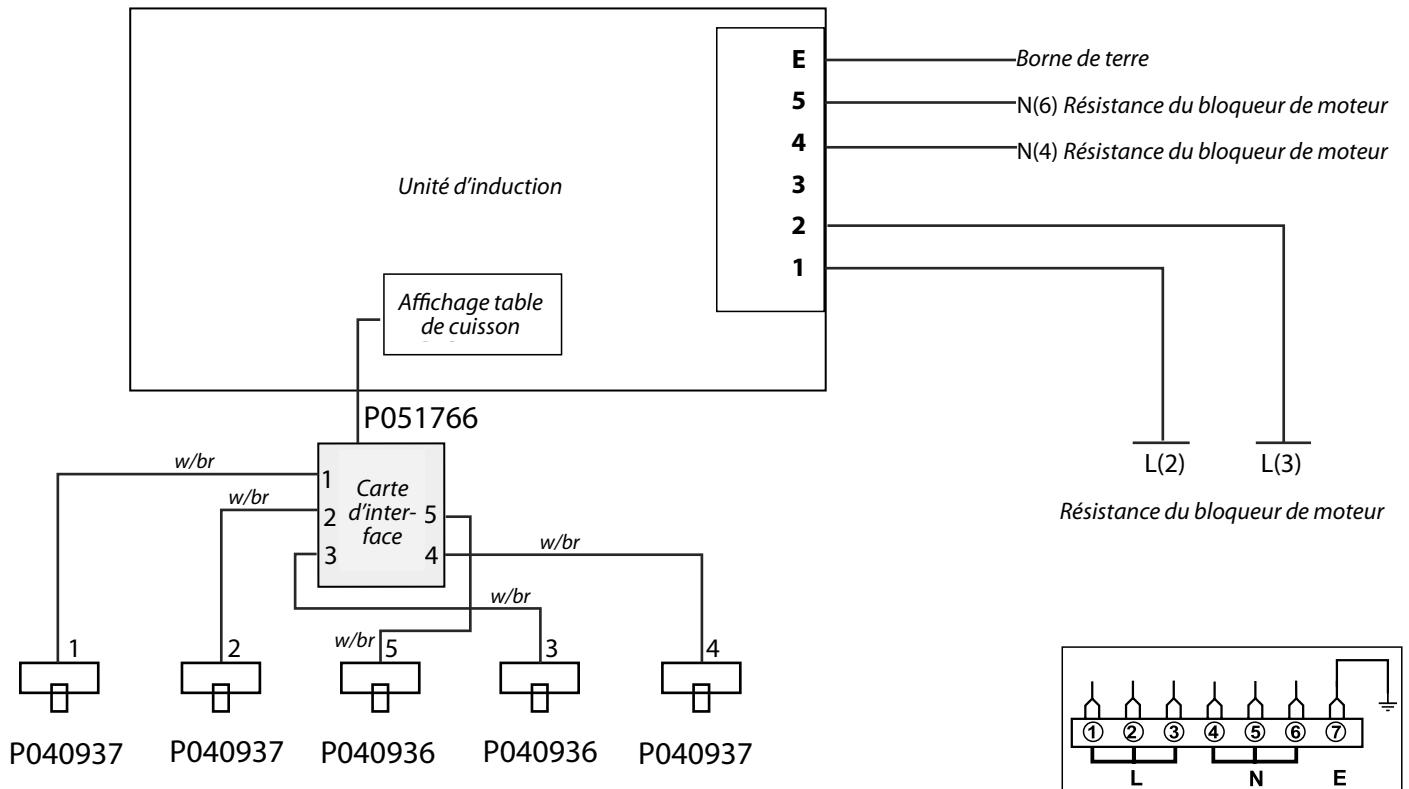 E
Borne de terre
5
N(6) Résistance du bloqueur de moteur
4
N(4) Résistance du bloqueur de moteur
3
Unité d’induction
2
1
Affichage table
de cuisson
P051766
w/br
1
Carte
d’inter-
face
w/br
2
5
3
4
w/br
w/br
w/br
L(2)
L(3)
Résistance du bloqueur de moteur
1
2
5
3
4
P040937
P040937
P040936
P040936
P040937
1
2
3
4
5
6
7
L
N
E